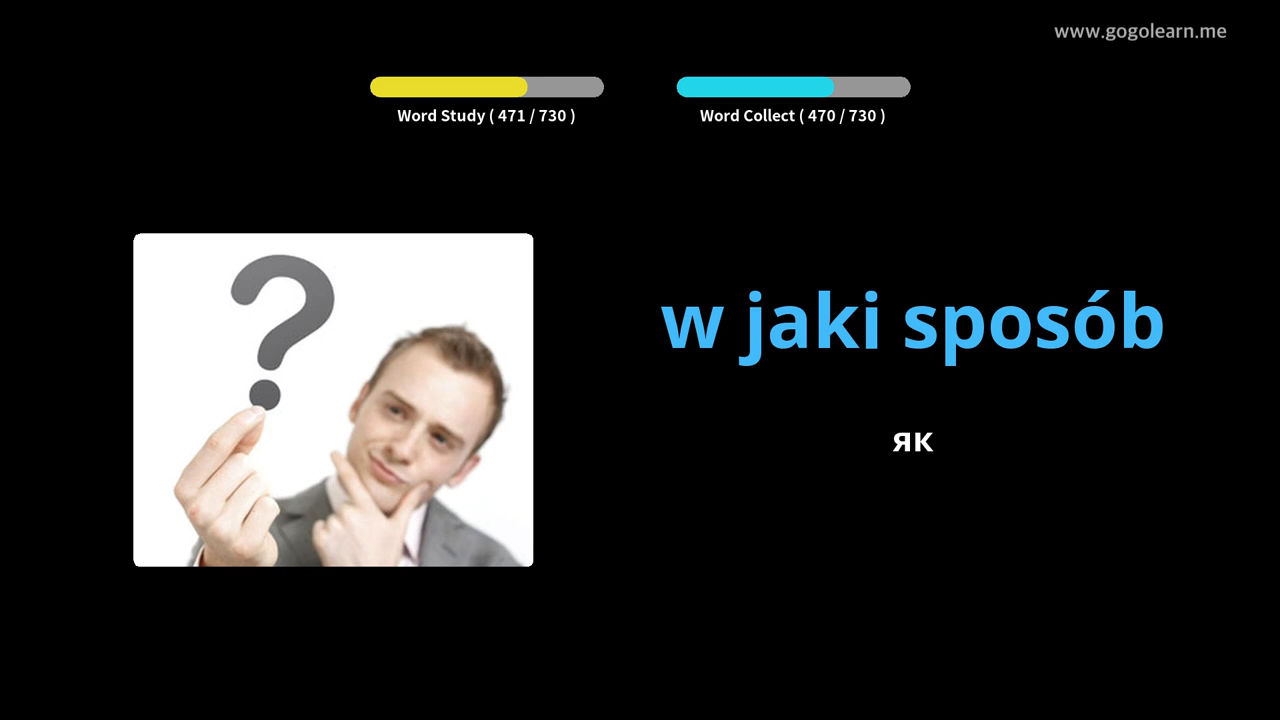 www.gogolearn.me
Word Study ( 471 / 730 )
Word Collect ( 470 / 730 )
w jaki sposób
як